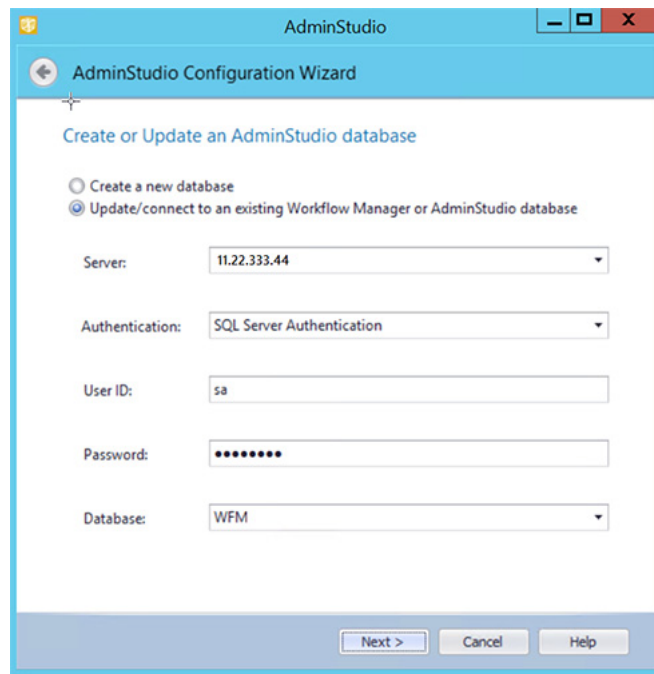 AdminStudio
AdminStudio Configuration Wizard
Create or Update an AdminStudio database
Create a new database
Update/connect to an existing Workflow Manager or AdminStudio database
Server: 11.22.333.44
Authentication: SQL Server Authentication
User ID: sa
Password: ●●●●●●●●
Database: WFM
Next > Cancel Help